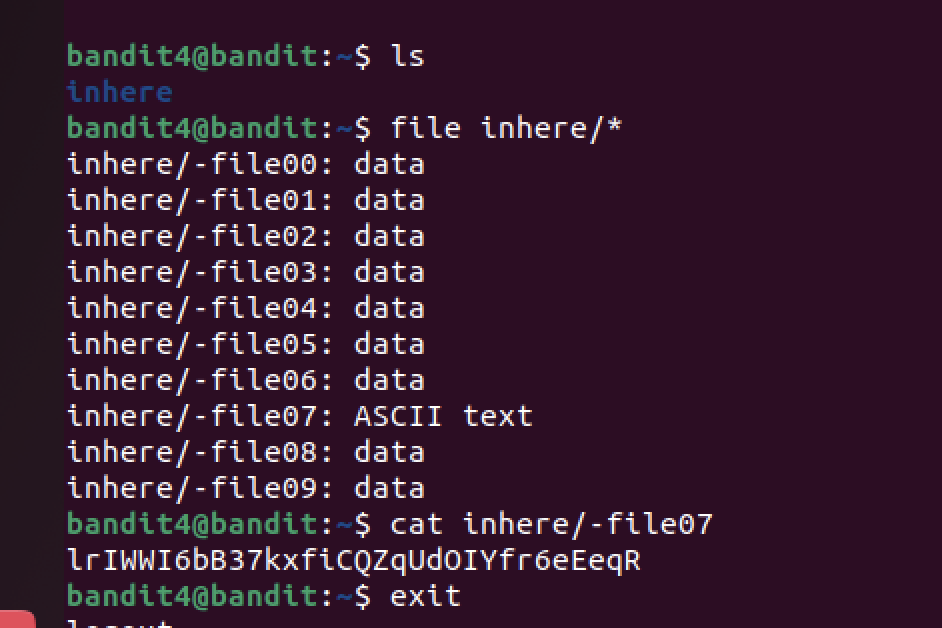 bandit4@bandit:~$ ls
inhere
bandit4@bandit:~$ file inhere/*
inhere/-file00: data
inhere/-file01: data
inhere/-file02: data
inhere/-file03: data
inhere/-file04: data
inhere/-file05: data
inhere/-file06: data
inhere/-file07: ASCII text
inhere/-file08: data
inhere/-file09: data
bandit4@bandit:~$ cat inhere/-file07
lrIWWI6bB37kxfiCQZqUdOIYfr6eEeqR
bandit4@bandit:~$ exit
logout